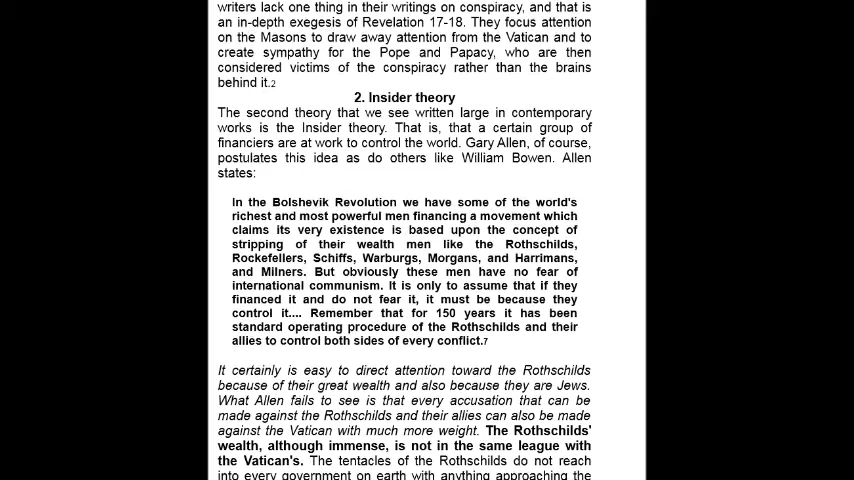 writers lack one thing in their writings on conspiracy, and that is
an in-depth exegesis of Revelation 17-18. They focus attention
on the Masons to draw away attention from the Vatican and to
create sympathy for the Pope and Papacy, who are then
considered victims of the conspiracy rather than the brains
behind it.2
2. Insider theory
The second theory that we see written large in contemporary
works is the Insider theory. That is, that a certain group of
financiers are at work to control the world. Gary Allen, of course,
postulates this idea as do others like William Bowen. Allen
states:
In the Bolshevik Revolution we have some of the world's
richest and most powerful men financing a movement which
claims its very existence is based upon the concept of
stripping of their wealth men like the Rothschilds,
Rockefellers, Schiffs, Warburgs, Morgans, and Harrimans,
and Milners. But obviously these men have no fear of
international communism. It is only to assume that if they
financed it and do not fear it, it must be because they
control it.... Remember that for 150 years it has been
standard operating procedure of the Rothschilds and their
allies to control both sides of every conflict.7
It certainly is easy to direct attention toward the Rothschilds
because of their great wealth and also because they are Jews.
What Allen fails to see is that every accusation that can be
made against the Rothschilds and their allies can also be made
against the Vatican with much more weight. The Rothschilds'
wealth, although immense, is not in the same league with
the Vatican's. The tentacles of the Rothschilds do not reach
into every government on earth with anything approaching the